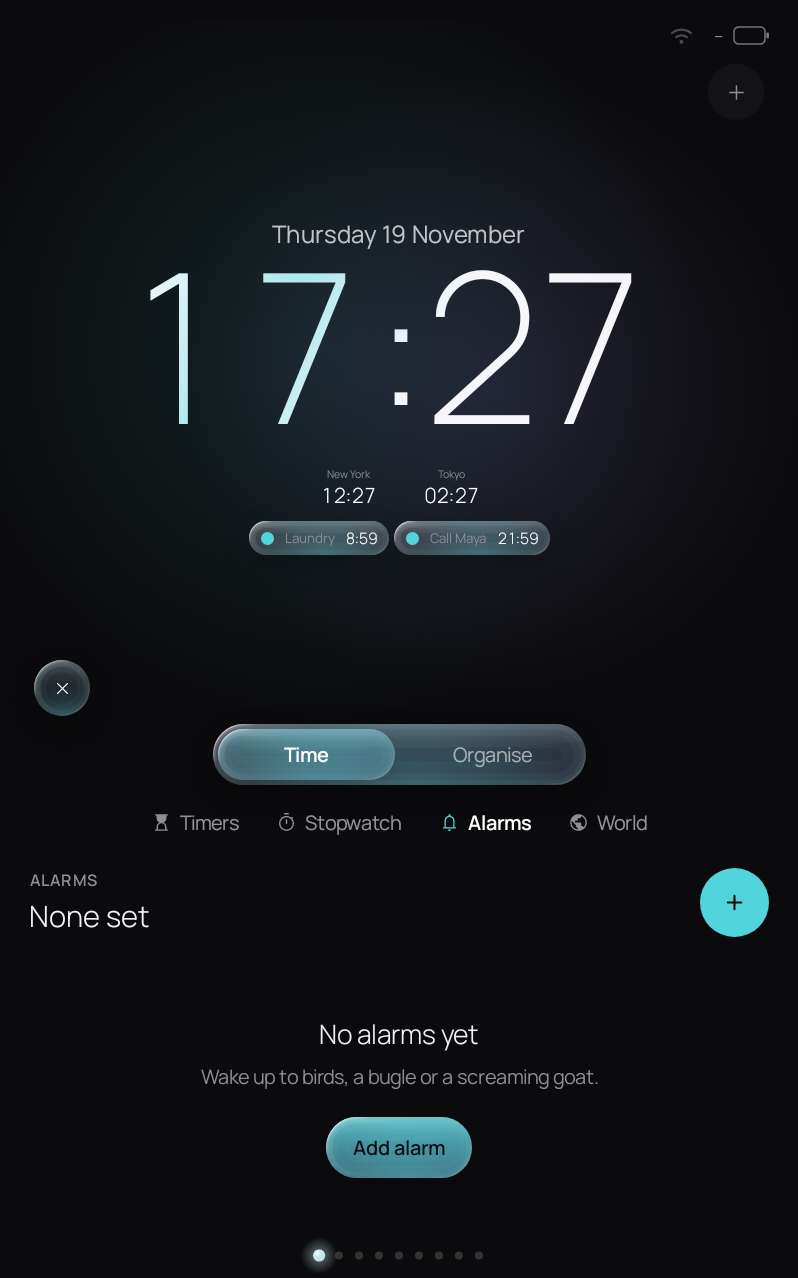 Thursday 19 November
17:27
New York Tokyo
12:27 02:27
Laundry 8:59 Call Maya 21:59
Time Organise
Timers Stopwatch Alarms World
ALARMS
None set
No alarms yet
Wake up to birds, a bugle or a screaming goat.
Add alarm